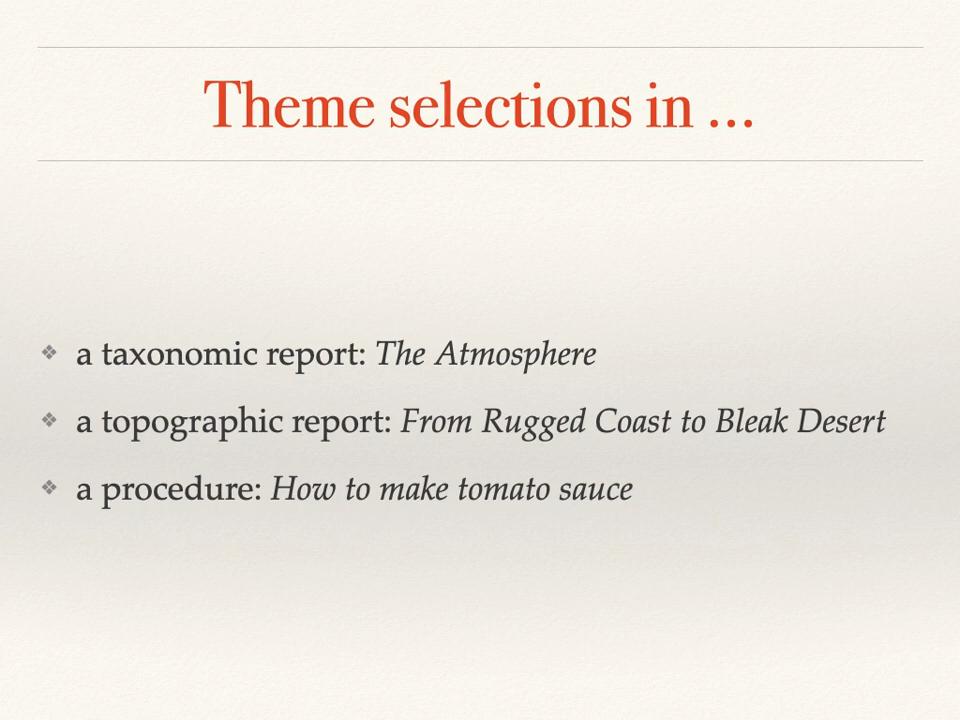 Theme selections in ...
❖ a taxonomic report: The Atmosphere
❖ a topographic report: From Rugged Coast to Bleak Desert
❖ a procedure: How to make tomato sauce